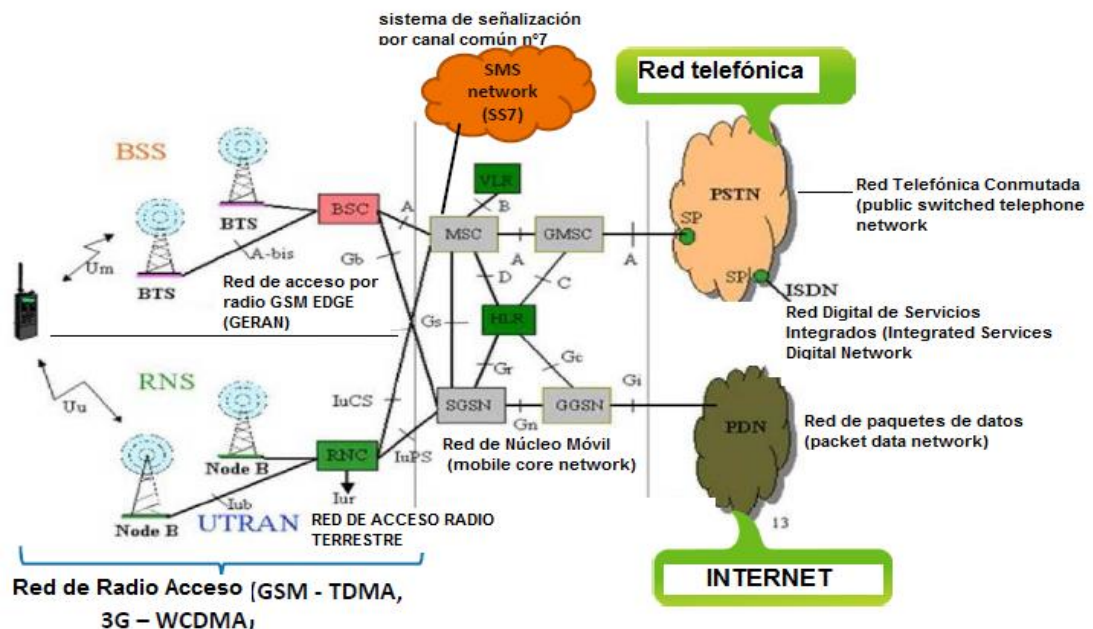 sistema de señalización
por canal común nº7
SMS
network
(SS7)
Red telefónica
BSS
BTS
BTS
A-bis
Um
BSC
A
Gb
Red de acceso por
radio GSM EDGE
(GERAN)
VLR
B
MSC
A
GMSC
A
D
C
HLR
Gs
Gr
Gc
SGSN
Gn
GGSN
Gi
Red de Núcleo Móvil
(mobile core network)
PSTN
SP
SP
ISDN
Red Telefónica Conmutada
(public switched telephone
network
Red Digital de Servicios
Integrados (Integrated Services
Digital Network
PDN
Red de paquetes de datos
(packet data network)
13
INTERNET
RNS
Uu
Node B
Node B
Iub
UTRAN
RNC
Iur
IuCS
IuPS
RED DE ACCESO RADIO
TERRESTRE
Red de Radio Acceso (GSM - TDMA,
3G – WCDMA)